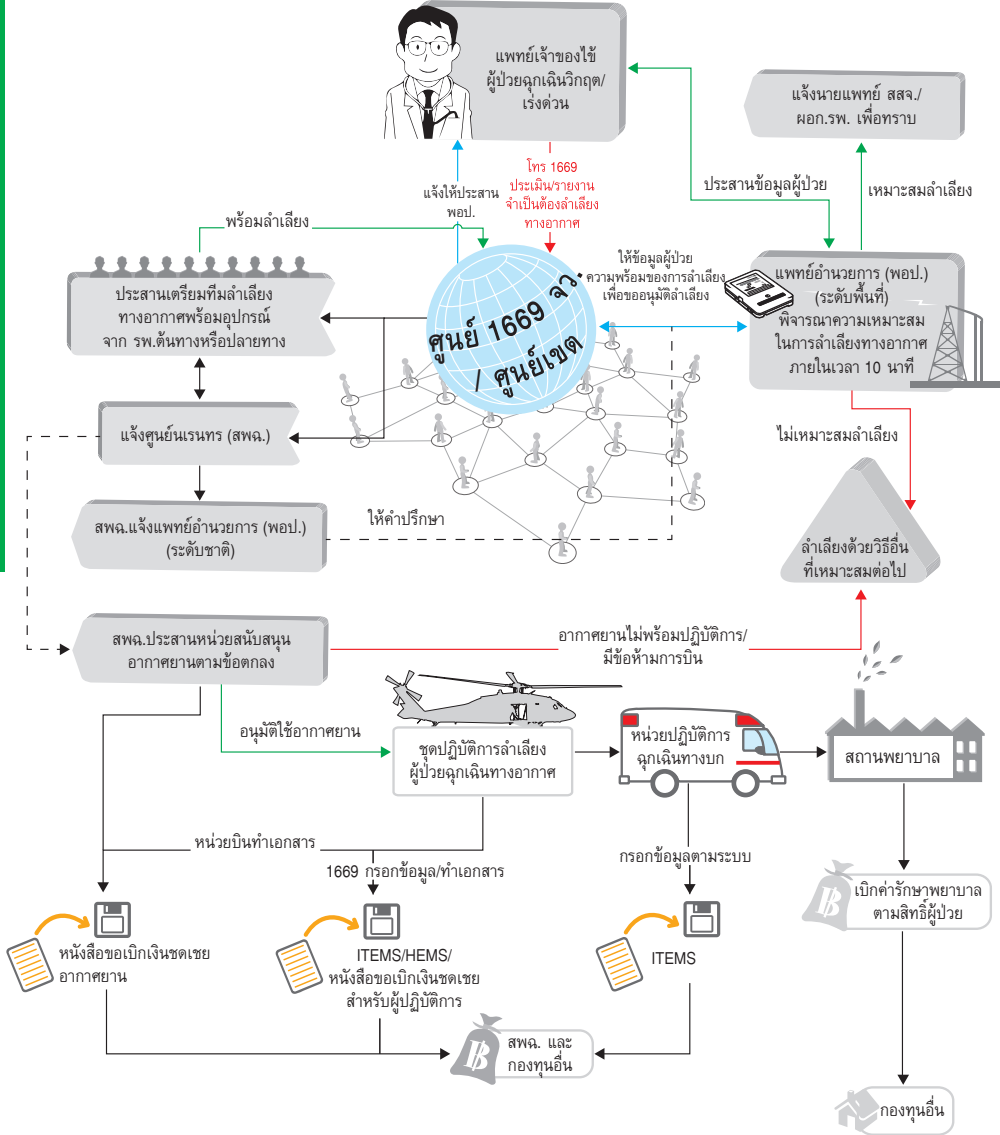 แพทย์เจ้าของไข้
ผู้ป่วยฉุกเฉินวิกฤต/
เร่งด่วน
แจ้งนายแพทย์ สสจ./
ผอก.รพ. เพื่อทราบ
โทร 1669
ประเมิน/รายงาน
จำเป็นต้องลำเลียง
ทางอากาศ
แจ้งให้ประสาน
พอป.
ประสานข้อมูลผู้ป่วย
เหมาะสมลำเลียง
พร้อมลำเลียง
ประสานเตรียมทีมลำเลียง
ทางอากาศพร้อมอุปกรณ์
จาก รพ.ต้นทางหรือปลายทาง
ศูนย์ 1669 จว.
/ ศูนย์เขต
ให้ข้อมูลผู้ป่วย
ความพร้อมของการลำเลียง
เพื่อขออนุมัติลำเลียง
แพทย์อำนวยการ (พอป.)
(ระดับพื้นที่)
พิจารณาความเหมาะสม
ในการลำเลียงทางอากาศ
ภายในเวลา 10 นาที
แจ้งศูนย์นเรนทร (สพฉ.)
ไม่เหมาะสมลำเลียง
สพฉ.แจ้งแพทย์อำนวยการ (พอป.)
(ระดับชาติ)
ให้คำปรึกษา
ลำเลียงด้วยวิธีอื่น
ที่เหมาะสมต่อไป
สพฉ.ประสานหน่วยสนับสนุน
อากาศยานตามข้อตกลง
อากาศยานไม่พร้อมปฏิบัติการ/
มีข้อห้ามการบิน
อนุมัติใช้อากาศยาน
ชุดปฏิบัติการลำเลียง
ผู้ป่วยฉุกเฉินทางอากาศ
หน่วยปฏิบัติการ
ฉุกเฉินทางบก
สถานพยาบาล
หน่วยบินทำเอกสาร
1669 กรอกข้อมูล/ทำเอกสาร
กรอกข้อมูลตามระบบ
เบิกค่ารักษาพยาบาล
ตามสิทธิ์ผู้ป่วย
หนังสือขอเบิกเงินชดเชย
อากาศยาน
ITEMS/HEMS/
หนังสือขอเบิกเงินชดเชย
สำหรับผู้ปฏิบัติการ
ITEMS
สพฉ. และ
กองทุนอื่น
กองทุนอื่น